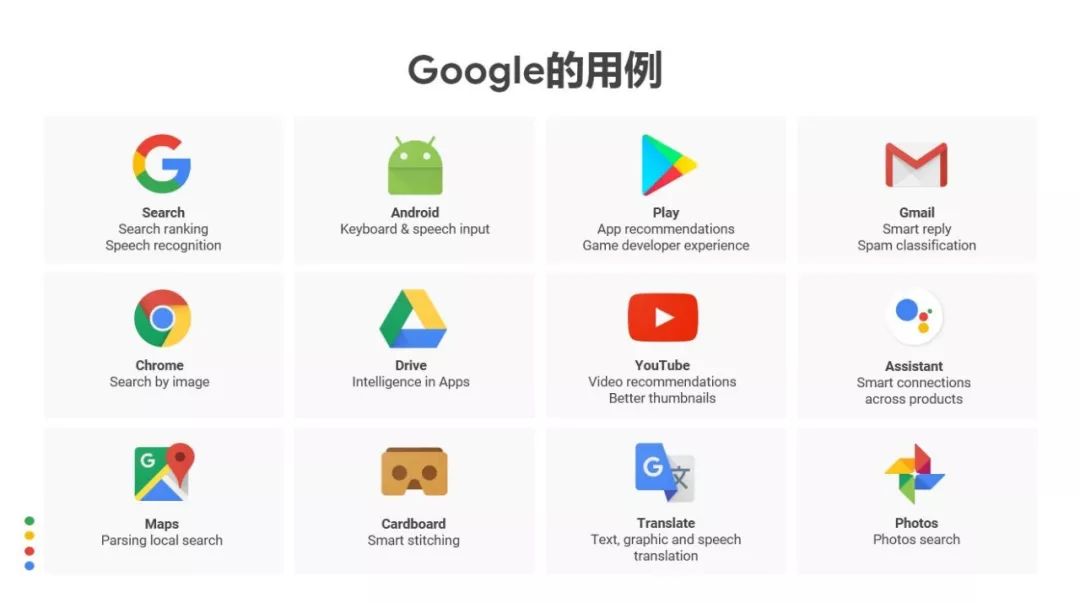 Google的用例
Search
Search ranking
Speech recognition
Android
Keyboard & speech input
Play
App recommendations
Game developer experience
Gmail
Smart reply
Spam classification
Chrome
Search by image
Drive
Intelligence in Apps
YouTube
Video recommendations
Better thumbnails
Assistant
Smart connections
across products
G
Maps
Parsing local search
Cardboard
Smart stitching
G
文
Translate
Text, graphic and speech
translation
Photos
Photos search